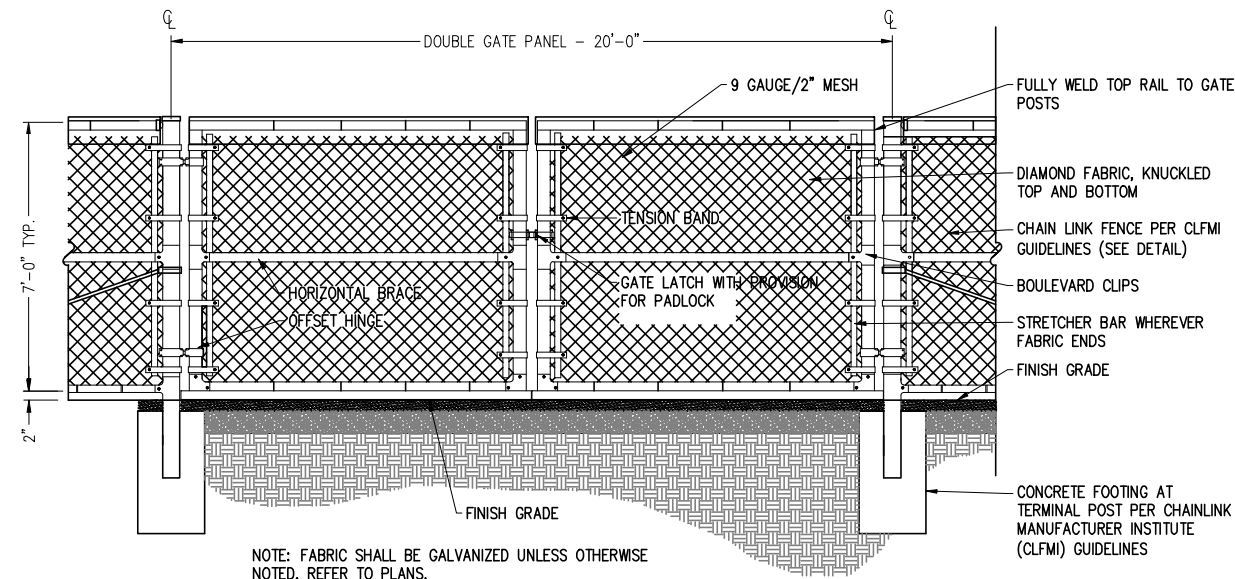 ℄
℄
DOUBLE GATE PANEL - 20'-0"
9 GAUGE/2" MESH
FULLY WELD TOP RAIL TO GATE
POSTS
DIAMOND FABRIC, KNUCKLED
TOP AND BOTTOM
TENSION BAND
CHAIN LINK FENCE PER CLFMI
GUIDELINES (SEE DETAIL)
7'-0" TYP.
GATE LATCH WITH PROVISION
FOR PADLOCK
BOULEVARD CLIPS
HORIZONTAL BRACE
OFFSET HINGE
STRETCHER BAR WHEREVER
FABRIC ENDS
FINISH GRADE
2"
FINISH GRADE
CONCRETE FOOTING AT
TERMINAL POST PER CHAINLINK
MANUFACTURER INSTITUTE
(CLFMI) GUIDELINES
NOTE: FABRIC SHALL BE GALVANIZED UNLESS OTHERWISE
NOTED. REFER TO PLANS.